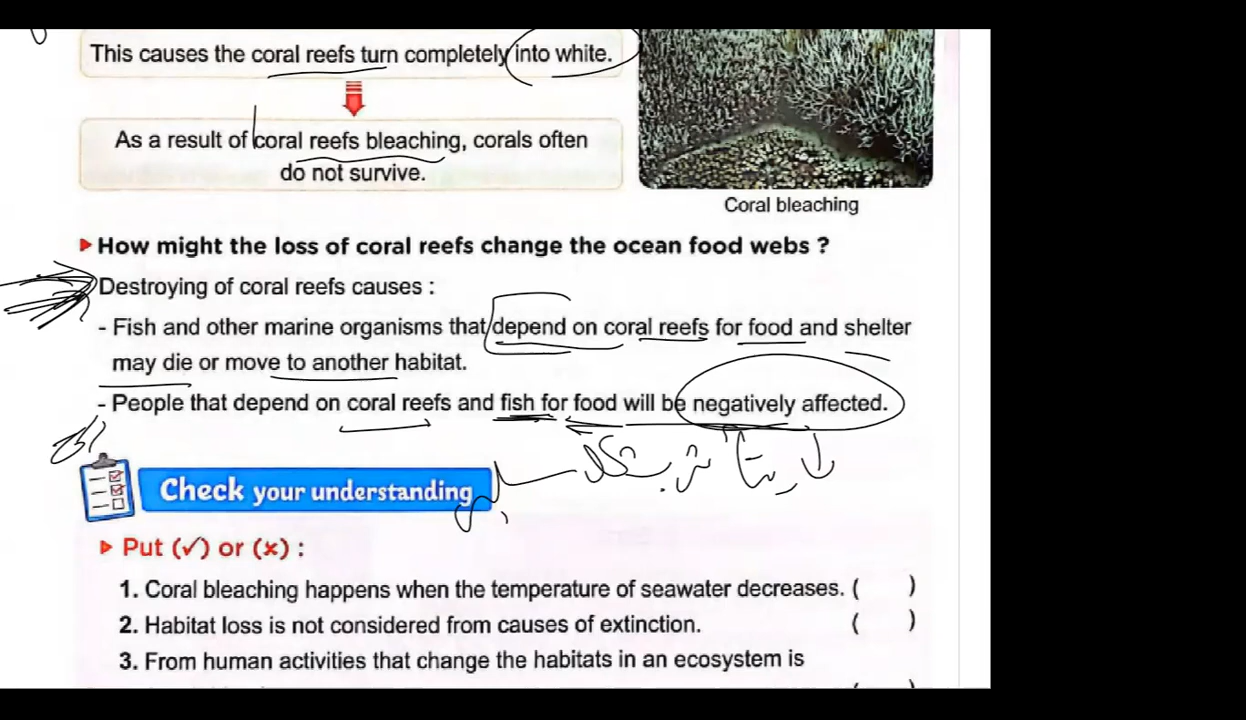 This causes the coral reefs turn completely into white.
As a result of coral reefs bleaching, corals often
do not survive.
Coral bleaching
How might the loss of coral reefs change the ocean food webs ?
Destroying of coral reefs causes :
- Fish and other marine organisms that depend on coral reefs for food and shelter
may die or move to another habitat.
- People that depend on coral reefs and fish for food will be negatively affected.
Check your understanding
Put (✓) or (x) :
1. Coral bleaching happens when the temperature of seawater decreases. ( )
2. Habitat loss is not considered from causes of extinction. ( )
3. From human activities that change the habitats in an ecosystem is